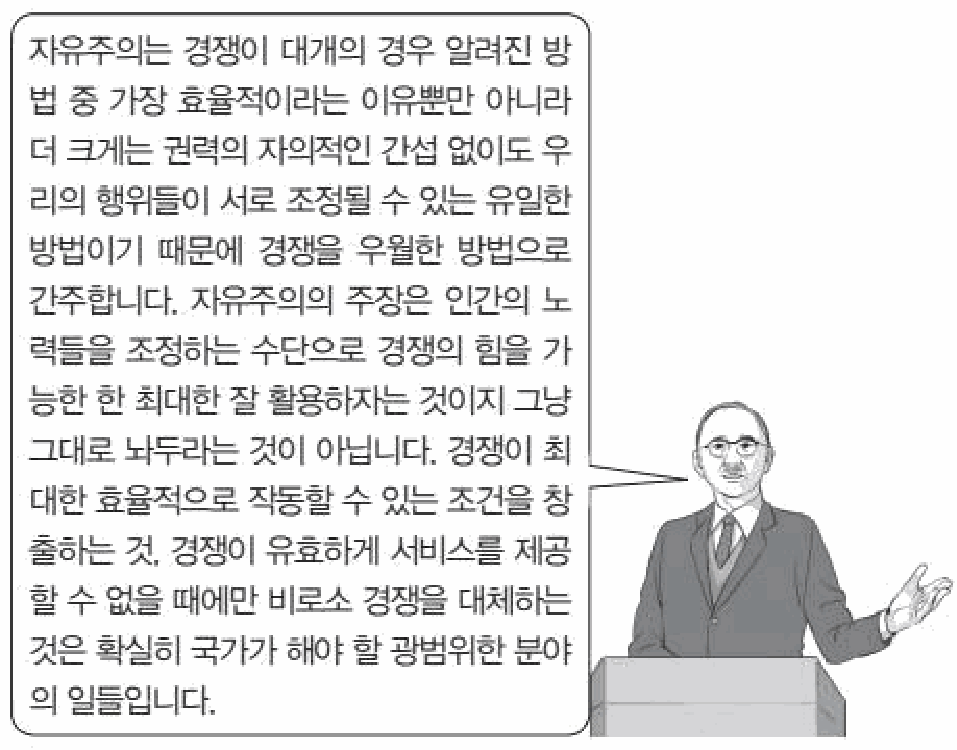 자유주의는 경쟁이 대개의 경우 알려진 방
법 중 가장 효율적이라는 이유뿐만 아니라
더 크게는 권력의 자의적인 간섭 없이도 우
리의 행위들이 서로 조정될 수 있는 유일한
방법이기 때문에 경쟁을 우월한 방법으로
간주합니다. 자유주의의 주장은 인간의 노
력들을 조정하는 수단으로 경쟁의 힘을 가
능한 한 최대한 잘 활용하자는 것이지 그냥
그대로 놔두라는 것이 아닙니다. 경쟁이 최
대한 효율적으로 작동할 수 있는 조건을 창
출하는 것, 경쟁이 유효하게 서비스를 제공
할 수 없을 때에만 비로소 경쟁을 대체하는
것은 확실히 국가가 해야 할 광범위한 분야
의 일들입니다.